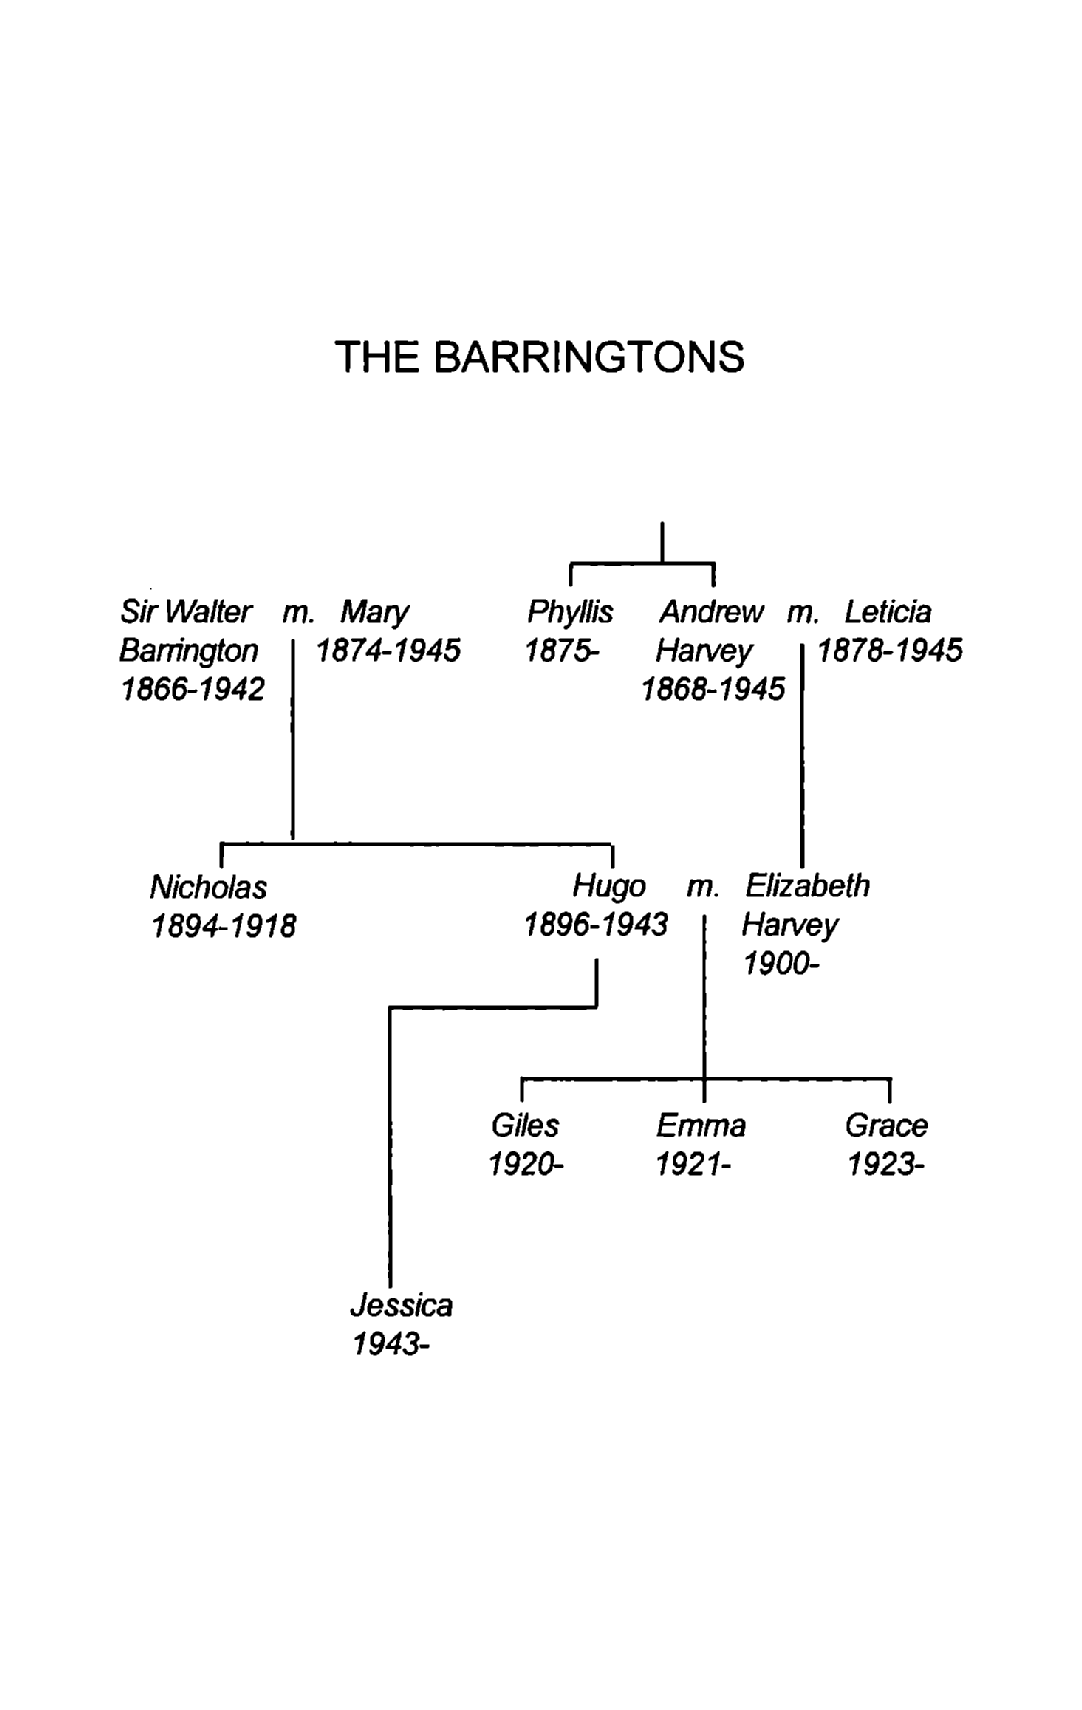 THE BARRINGTONS
Sir Walter m. Mary Phyllis Andrew m. Leticia
Barrington 1874-1945 1875- Harvey 1878-1945
1866-1942 1868-1945
Nicholas Hugo m. Elizabeth
1894-1918 1896-1943 Harvey
1900-
Giles Emma Grace
1920- 1921- 1923-
Jessica
1943-